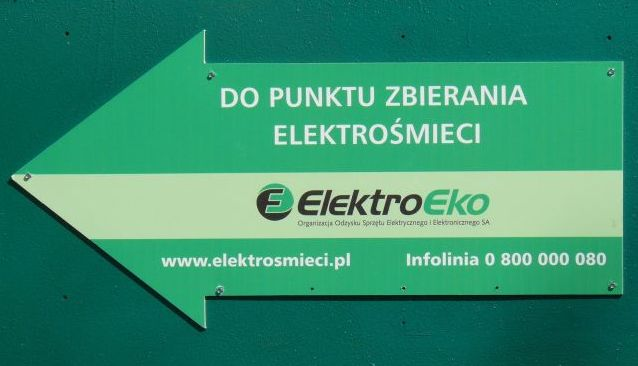 DO PUNKTU ZBIERANIA
ELEKTROŚMIECI
ElektroEko
Organizacja Odzysku Sprzętu Elektrycznego i Elektronicznego SA
www.elektrosmieci.pl Infolinia 0 800 000 080